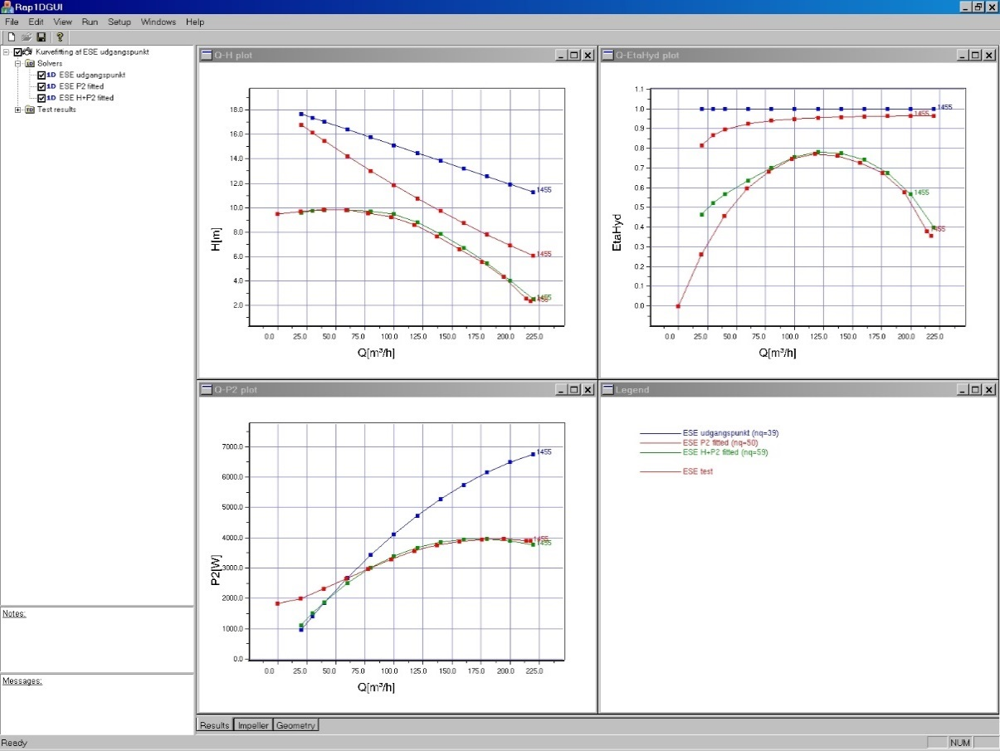 Rap1DGUI
File Edit View Run Setup Windows Help
Kurvefitting af ESE udgangspunkt
Solvers
1D ESE udgangspunkt
1D ESE P2 fitted
1D ESE H+P2 fitted
Test results
Notes:
Messages:
Q-H plot
18.0
16.0
14.0
12.0
10.0
8.0
6.0
4.0
2.0
H[m]
1455
1455
1455
0.0 25.0 50.0 75.0 100.0 125.0 150.0 175.0 200.0 225.0
Q[m³/h]
Q-EtaHyd plot
1.1
1.0
0.9
0.8
0.7
0.6
0.5
0.4
0.3
0.2
0.1
0.0
EtaHyd
1455
1455
1455
1455
0.0 25.0 50.0 75.0 100.0 125.0 150.0 175.0 200.0 225.0
Q[m³/h]
Q-P2 plot
7000.0
6000.0
5000.0
4000.0
3000.0
2000.0
1000.0
0.0
P2[W]
1455
1455
1455
0.0 25.0 50.0 75.0 100.0 125.0 150.0 175.0 200.0 225.0
Q[m³/h]
Legend
ESE udgangspunkt (nq=39)
ESE P2 fitted (nq=50)
ESE H+P2 fitted (nq=59)
ESE test
Results Impeller Geometry
Ready
NUM